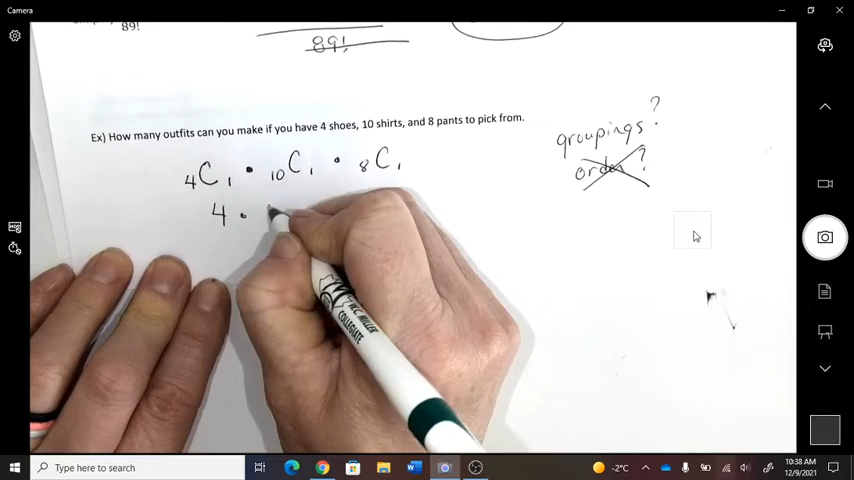 Camera
89!
89!
Ex) How many outfits can you make if you have 4 shoes, 10 shirts, and 8 pants to pick from.
groupings?
order?
4C1 • 10C1 • 8C1
4 •
W.C. MILLER
COLLEGIATE
Type here to search
-2°C
10:38 AM
12/9/2021